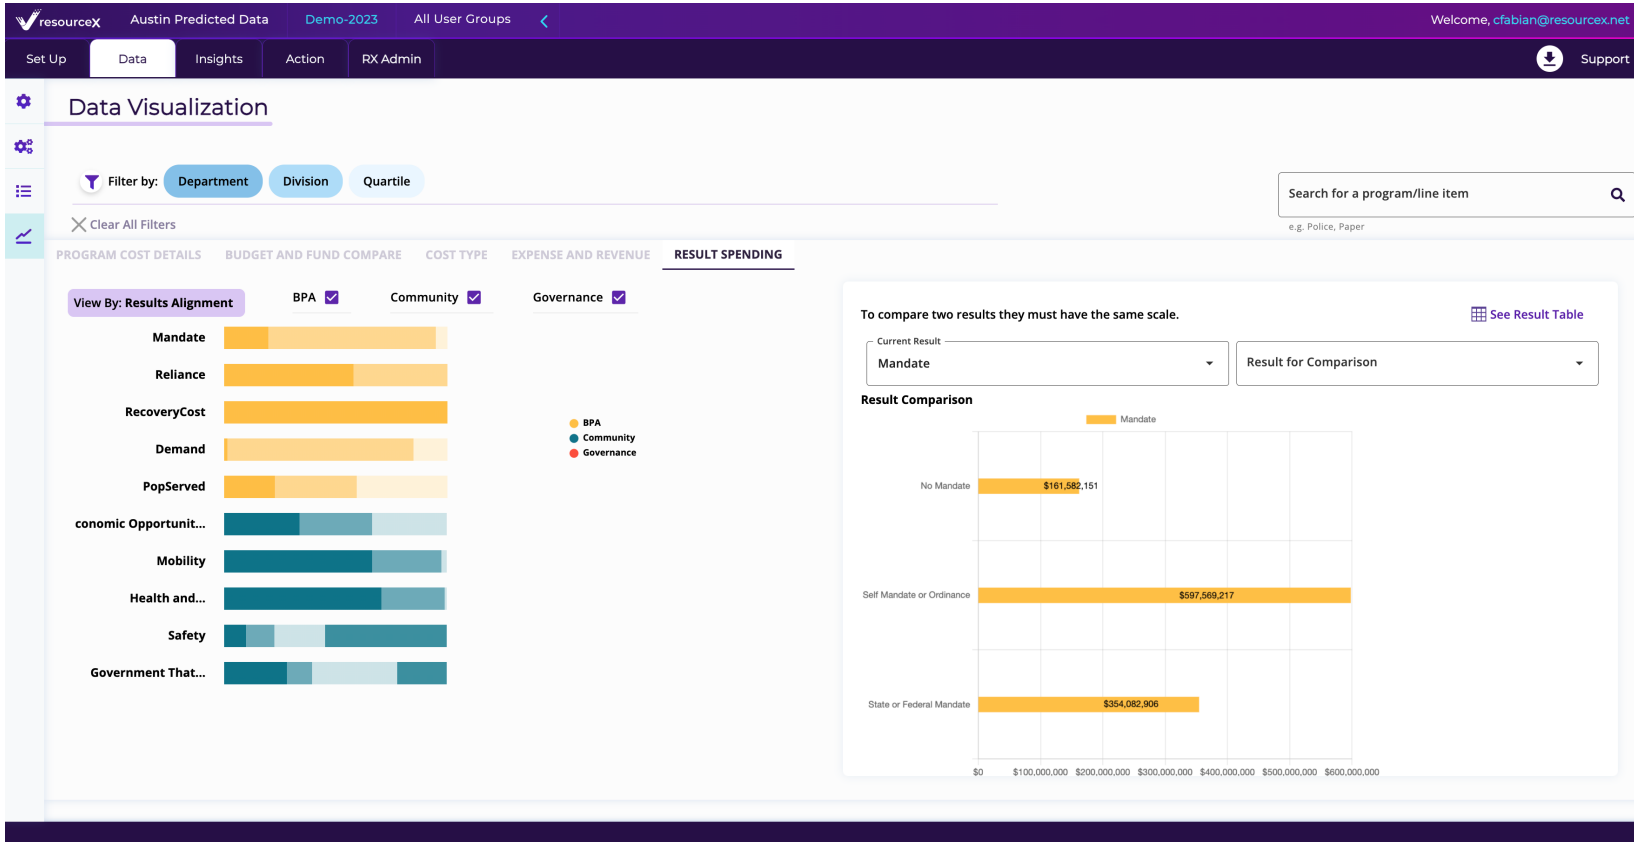 resourcex Austin Predicted Data Demo-2023 All User Groups Welcome, cfabian@resourcex.net
Set Up Data Insights Action RX Admin Support
Data Visualization
Filter by: Department Division Quartile
Search for a program/line item
Clear All Filters
e.g. Police, Paper
PROGRAM COST DETAILS BUDGET AND FUND COMPARE COST TYPE EXPENSE AND REVENUE RESULT SPENDING
View By: Results Alignment BPA Community Governance
Mandate
Reliance
RecoveryCost
Demand
PopServed
conomic Opportunit...
Mobility
Health and...
Safety
Government That...
BPA
Community
Governance
To compare two results they must have the same scale. See Result Table
Current Result
Mandate Result for Comparison
Result Comparison
Mandate
No Mandate $161,582,151
Self Mandate or Ordinance $597,569,217
State or Federal Mandate $354,082,906
$0 $100,000,000 $200,000,000 $300,000,000 $400,000,000 $500,000,000 $600,000,000